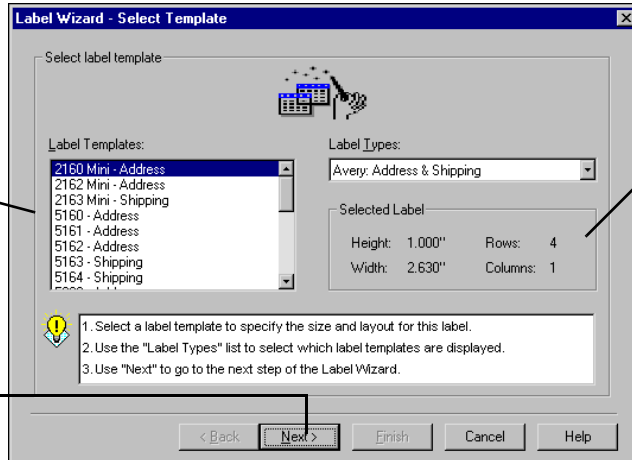 Label Wizard - Select Template
Select label template
Label Templates:
2160 Mini - Address
2162 Mini - Address
2163 Mini - Shipping
5160 - Address
5161 - Address
5162 - Address
5163 - Shipping
5164 - Shipping
Label Types:
Avery: Address & Shipping
Selected Label
Height: 1.000" Rows: 4
Width: 2.630" Columns: 1
1. Select a label template to specify the size and layout for this label.
2. Use the "Label Types" list to select which label templates are displayed.
3. Use "Next" to go to the next step of the Label Wizard.
< Back Next > Finish Cancel Help